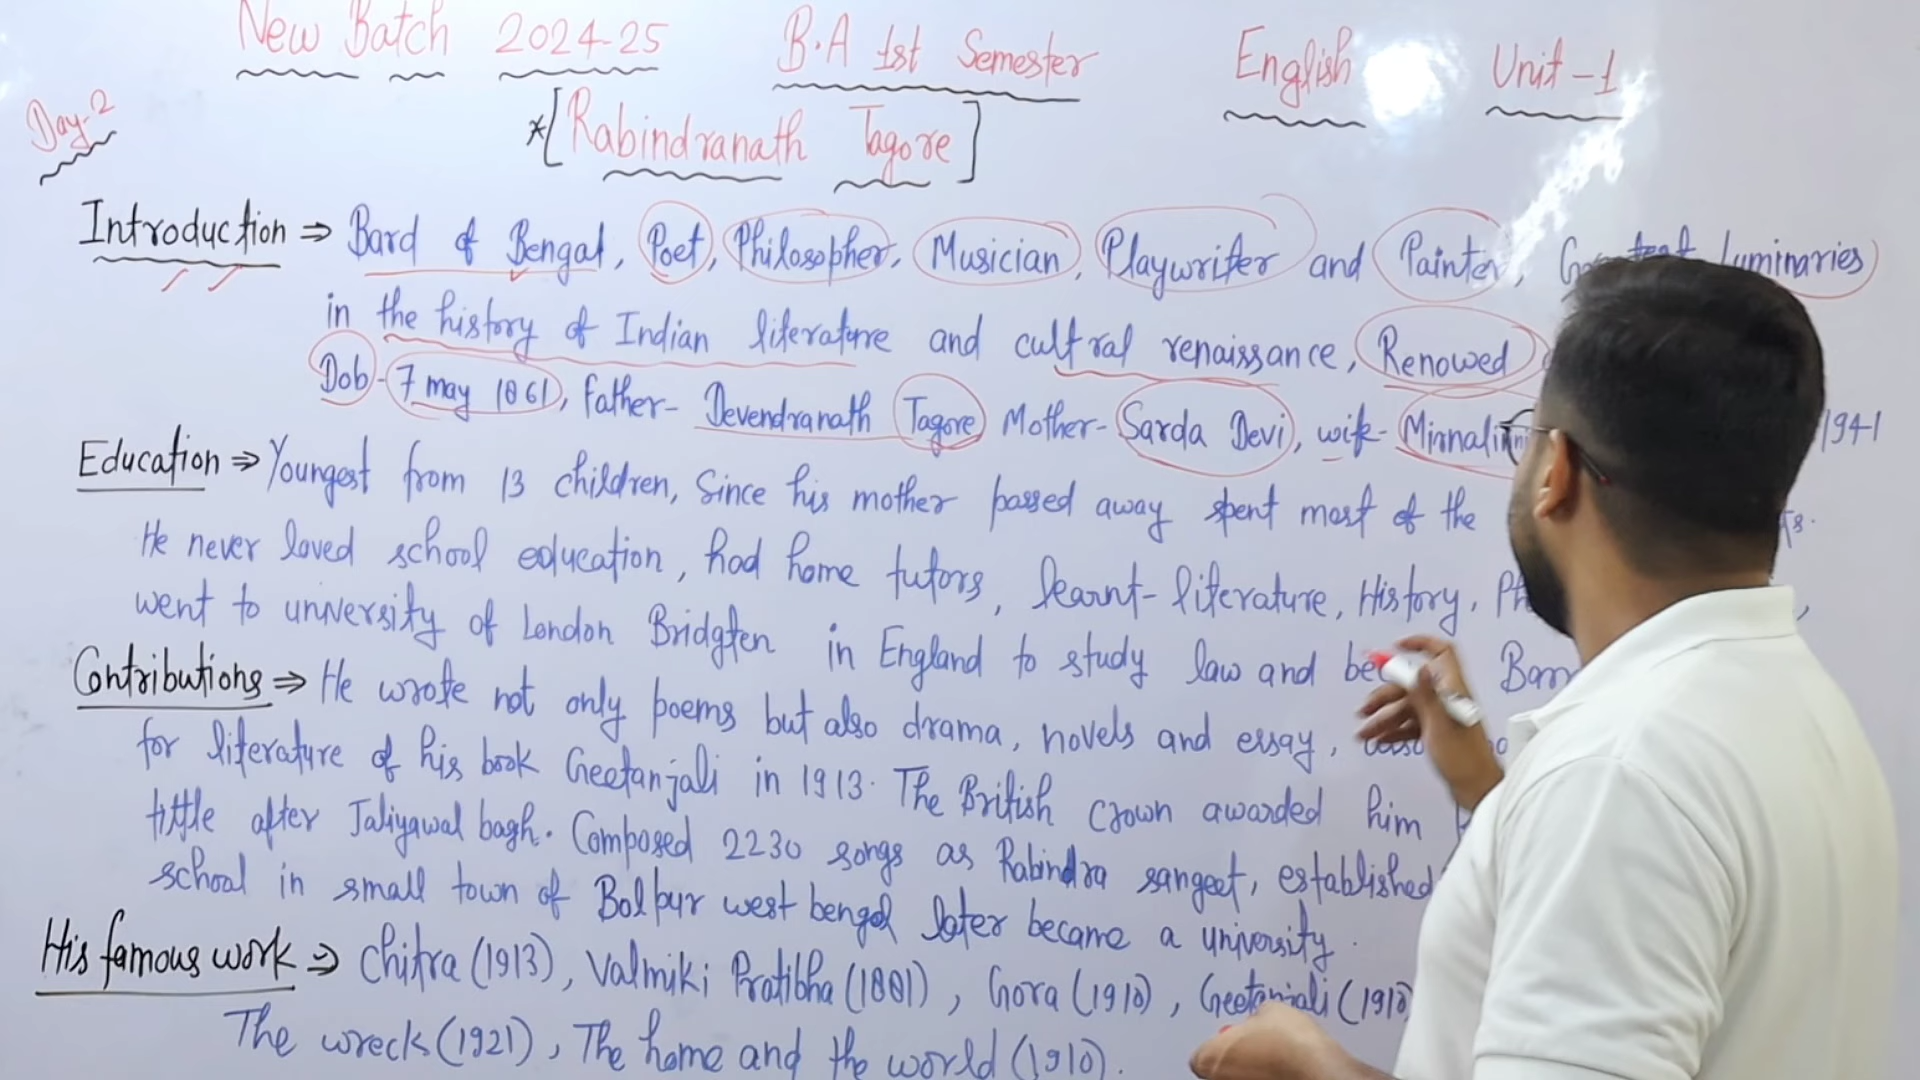 New Batch 2024-25 B.A 1st Semester English Unit-1
Day-2
*[Rabindranath Tagore]
Introduction ⇒ Bard of Bengal, Poet, Philosopher, Musician, Playwriter and Painter, luminaries
in the history of Indian literature and cultral renaissance, Renowed
Dob - 7 may 1861, Father- Devendranath Tagore Mother- Sarda Devi, wife- 1941
Education ⇒ Youngest from 13 children, Since his mother passed away spent most of the
He never loved school education, had home tutors, learnt- literature, History,
went to university of London Bridgten in England to study law and
Contributions ⇒ He wrote not only poems but also drama, novels and essay,
for literature of his book Geetanjali in 1913. The British crown awarded him
tittle after Jaliyawal bagh. Composed 2230 songs as Rabindra sangeet, established
school in small town of Bolpur west bengal later became a university.
His famous work ⇒ Chitra (1913), Valmiki Pratibha (1881), Gora (1910), Geetanjali (1910
The wreck (1921), The home and the world (1910).